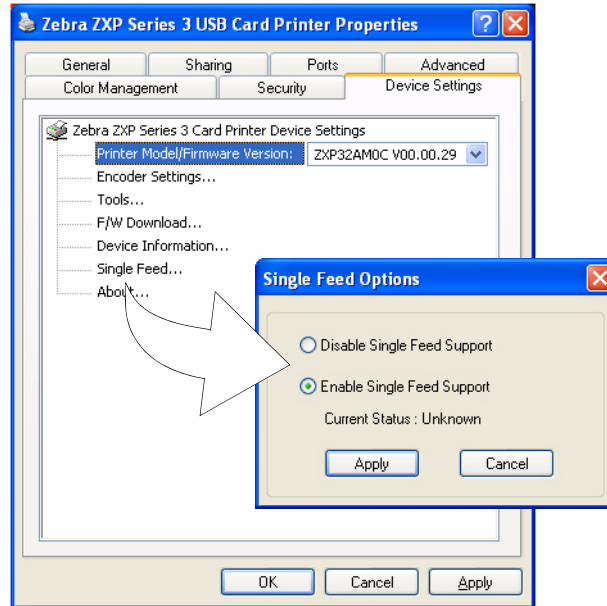 Zebra ZXP Series 3 USB Card Printer Properties
General Sharing Ports Advanced
Color Management Security Device Settings
Zebra ZXP Series 3 Card Printer Device Settings
Printer Model/Firmware Version: ZXP32AM0C V00.00.29
Encoder Settings...
Tools...
F/W Download...
Device Information...
Single Feed...
About...
Single Feed Options
Disable Single Feed Support
Enable Single Feed Support
Current Status : Unknown
Apply Cancel
OK Cancel Apply